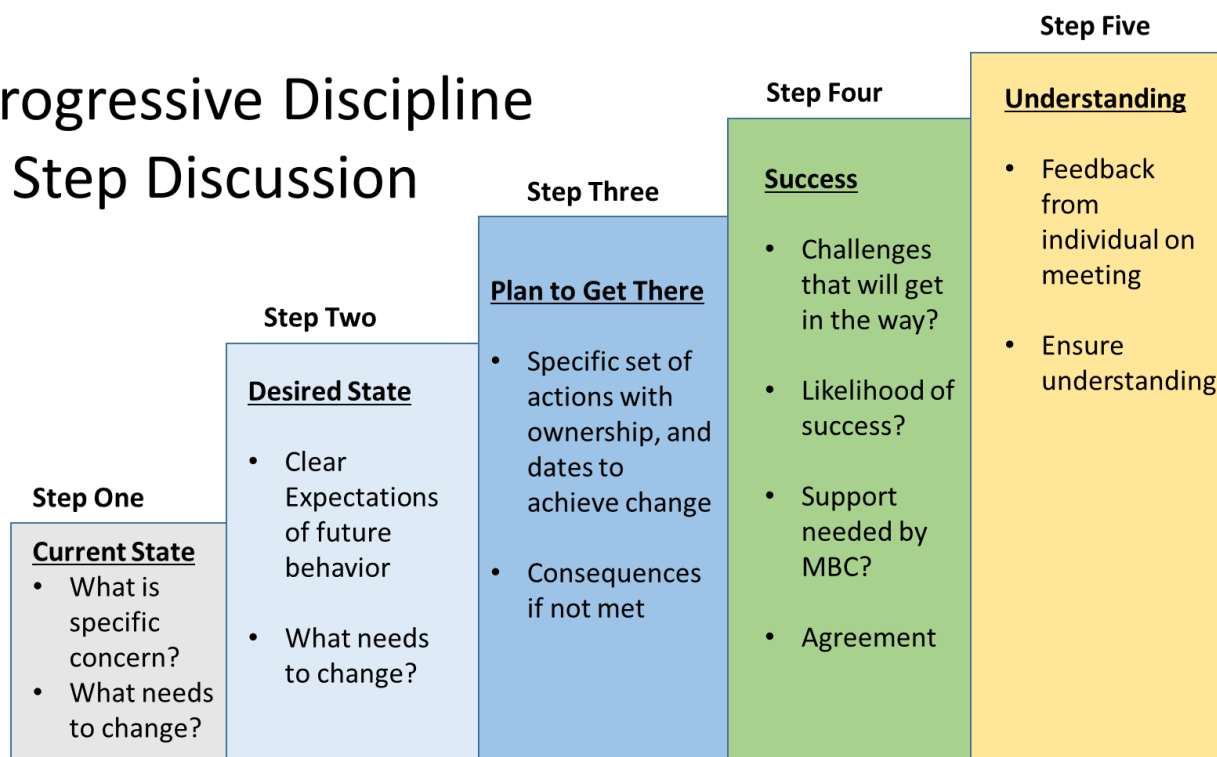 rogressive Discipline
Step Discussion
Step One
Current State
• What is
specific
concern?
• What needs
to change?
Step Two
Desired State
• Clear
Expectations
of future
behavior
• What needs
to change?
Step Three
Plan to Get There
• Specific set of
actions with
ownership, and
dates to
achieve change
• Consequences
if not met
Step Four
Success
• Challenges
that will get
in the way?
• Likelihood of
success?
• Support
needed by
MBC?
• Agreement
Step Five
Understanding
• Feedback
from
individual on
meeting
• Ensure
understanding